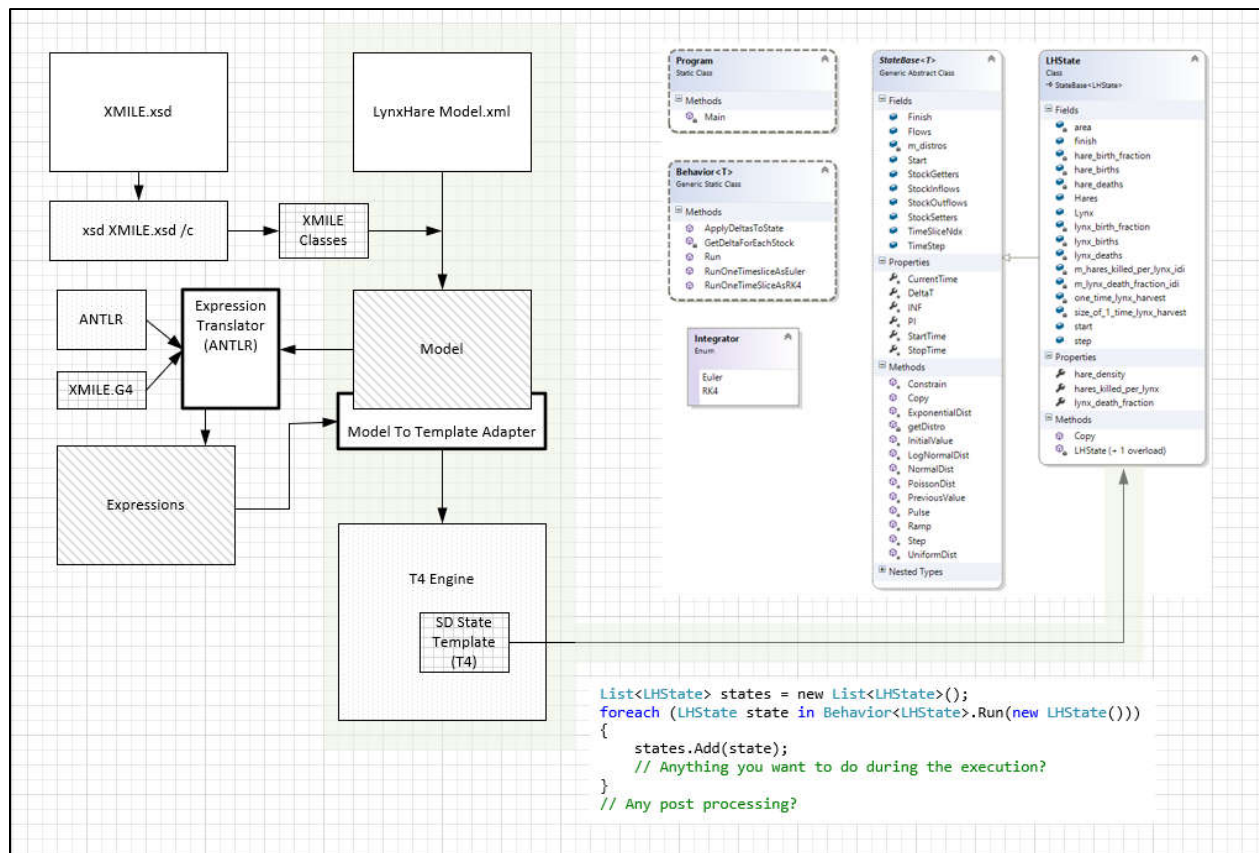 XMILE.xsd
LynxHare Model.xml
xsd XMILE.xsd /c
XMILE
Classes
ANTLR
XMILE.G4
Expression
Translator
(ANTLR)
Model
Model To Template Adapter
Expressions
T4 Engine
SD State
Template
(T4)
Program
Static Class
Methods
Main
Behavior<T>
Generic Static Class
Methods
ApplyDeltasToState
GetDeltaForEachStock
Run
RunOneTimesliceAsEuler
RunOneTimeSliceAsRK4
Integrator
Enum
Euler
RK4
StateBase<T>
Generic Abstract Class
Fields
Finish
Flows
m_distros
Start
StockGetters
StockInflows
StockOutflows
StockSetters
TimeSliceNdx
TimeStep
Properties
CurrentTime
DeltaT
INF
PI
StartTime
StopTime
Methods
Constrain
Copy
ExponentialDist
getDistro
InitialValue
LogNormalDist
NormalDist
PoissonDist
PreviousValue
Pulse
Ramp
Step
UniformDist
Nested Types
LHState
Class
StateBase<LHState>
Fields
area
finish
hare_birth_fraction
hare_births
hare_deaths
Hares
Lynx
lynx_birth_fraction
lynx_births
lynx_deaths
m_hares_killed_per_lynx_idi
m_lynx_death_fraction_idi
one_time_lynx_harvest
size_of_1_time_lynx_harvest
start
step
Properties
hare_density
hares_killed_per_lynx
lynx_death_fraction
Methods
Copy
LHState (+ 1 overload)
List<LHState> states = new List<LHState>();
foreach (LHState state in Behavior<LHState>.Run(new LHState()))
{
states.Add(state);
// Anything you want to do during the execution?
}
// Any post processing?